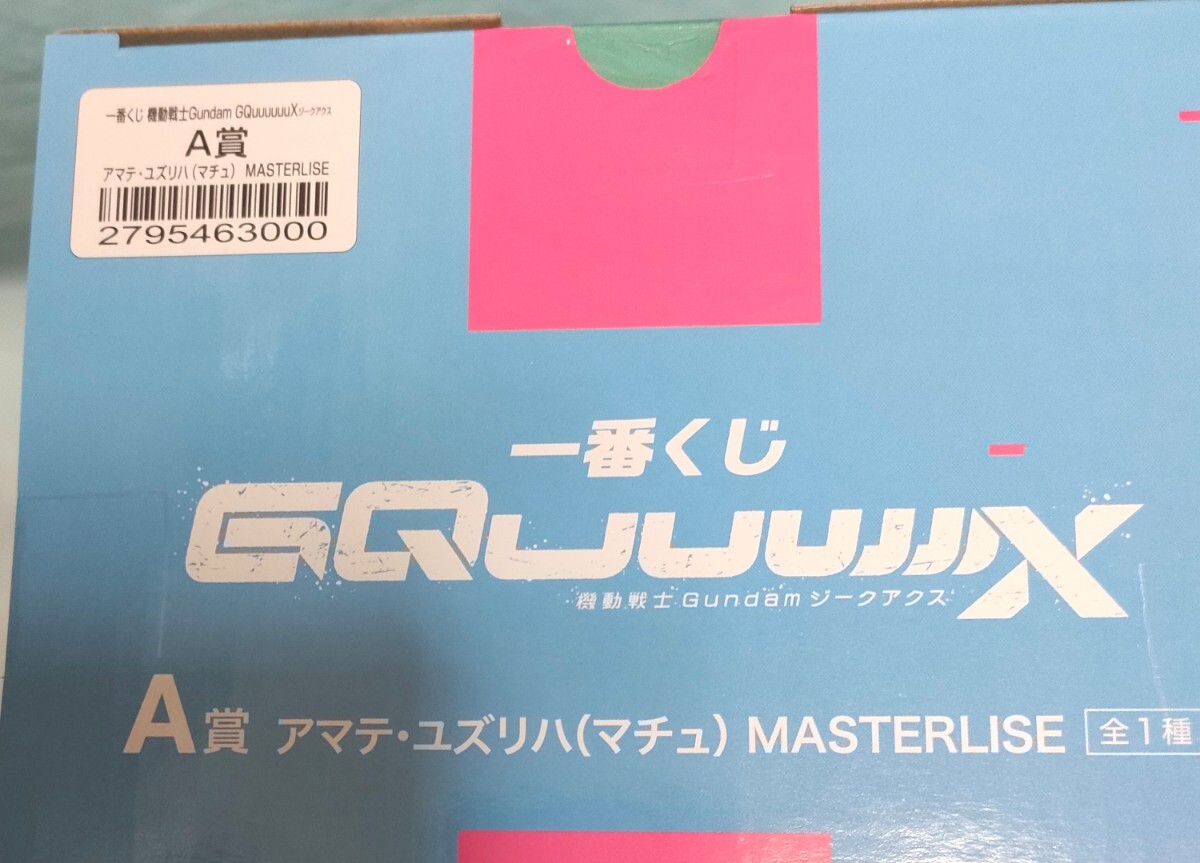 一番くじ 機動戦士Gundam GQuuuuuuXジークアクス
A賞
アマテ・ユズリハ(マチュ) MASTERLISE
2795463000
一番くじ
GQuuuuuuX
機動戦士Gundamジークアクス
A賞 アマテ・ユズリハ(マチュ) MASTERLISE 全1種